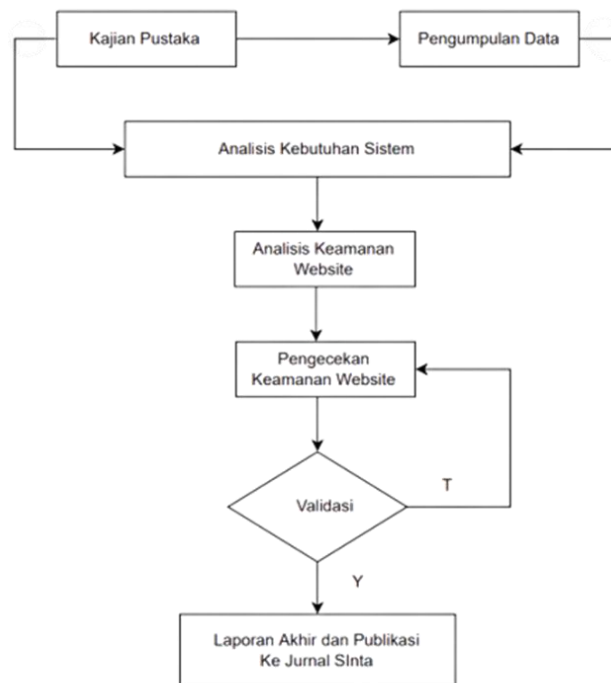 Kajian Pustaka
Pengumpulan Data
Analisis Kebutuhan Sistem
Analisis Keamanan
Website
Pengecekan
Keamanan Website
Validasi
T
Y
Laporan Akhir dan Publikasi
Ke Jurnal SInta